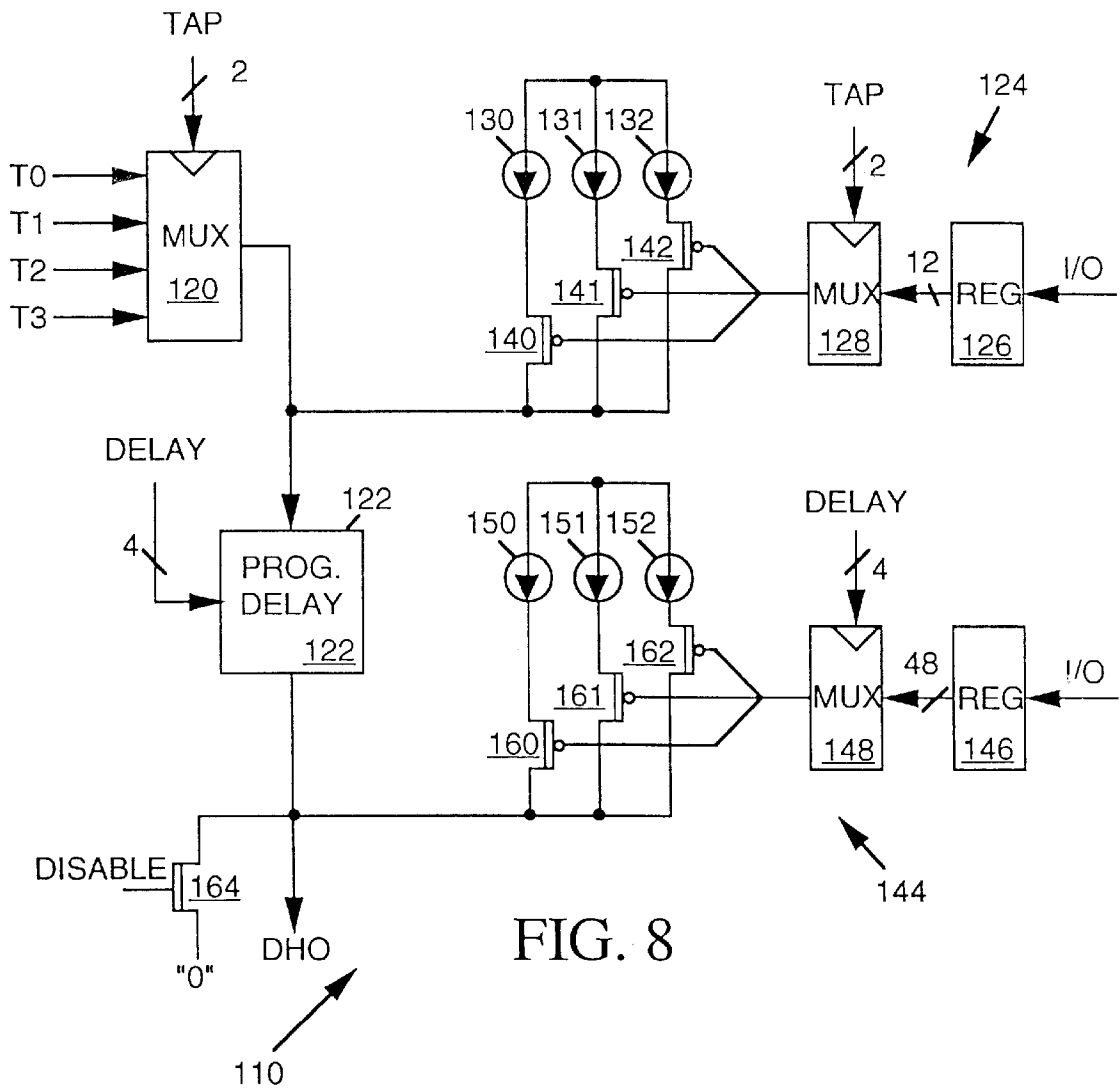 TAP
2
T0
T1
T2
T3
MUX
120
130
131
132
142
141
140
TAP
2
124
MUX
128
12
REG
126
I/O
DELAY
4
122
PROG.
DELAY
122
150
151
152
162
161
160
DELAY
4
MUX
148
48
REG
146
I/O
144
DISABLE
164
"0"
DHO
FIG. 8
110